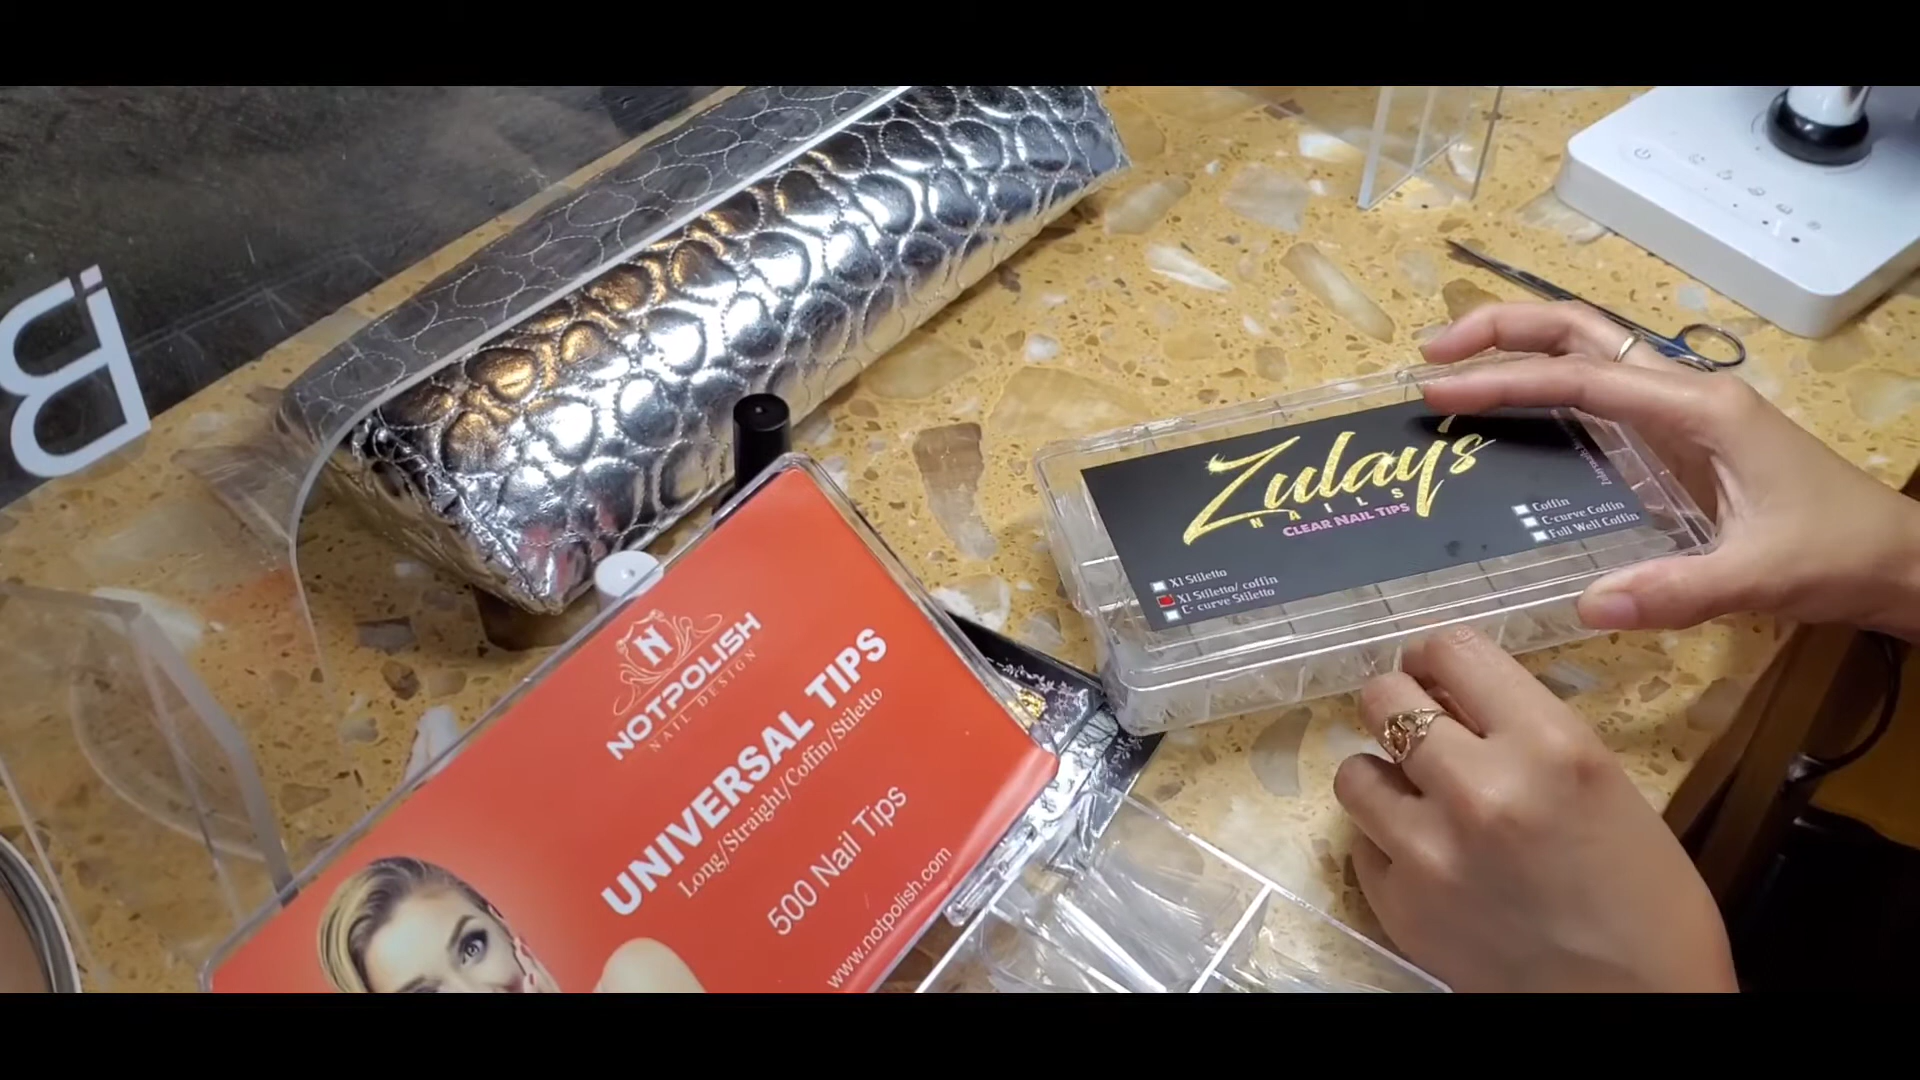 Zulay's
NAILS
CLEAR NAIL TIPS
Coffin
C-curve Coffin
Full Well Coffin
Xl Stiletto
Xl Stiletto/ coffin
C- curve Stiletto
N
NOTPOLISH
NAIL DESIGN
UNIVERSAL TIPS
Long/Straight/Coffin/Stiletto
500 Nail Tips
www.notpolish.com